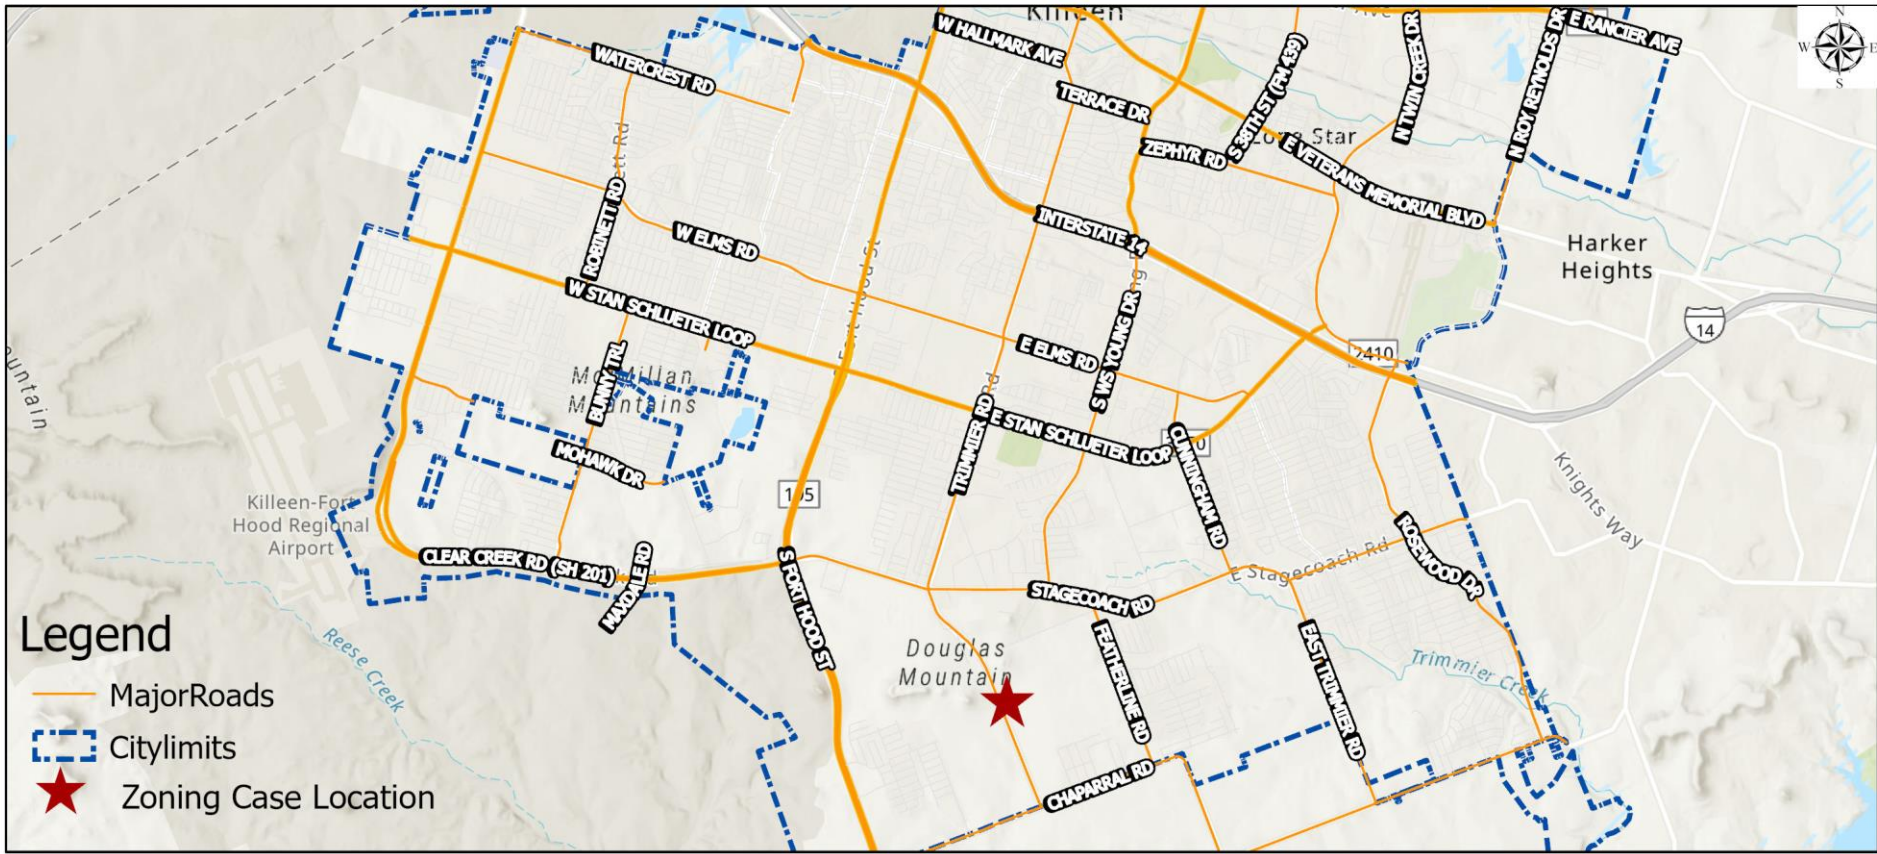 Killeen
N
W
E
S
E RANCIER AVE
W HALLMARK AVE
WATERCREST RD
TERRACE DR
S 38TH ST (FM 439)
N TWIN CREEK DR
N ROY REYNOLDS DR
ZEPHYR RD
Star
E VETERANS MEMORIAL BLVD
ROBINETT RD
W ELMS RD
INTERSTATE 14
Harker
Heights
W STAN SCHLUETER LOOP
Fort Hood St
S WS YOUNG DR
14
2410
E ELMS RD
BUNNY TRL
Mountains
TRIMMIER RD
Rd
E STAN SCHLUETER LOOP
CUNNINGHAM RD
MOHAWK DR
Knights Way
Killeen-Fort
Hood Regional
Airport
CLEAR CREEK RD (SH 201)
MAXDALE RD
S FORT HOOD ST
E Stagecoach Rd
ROSEWOOD DR
STAGECOACH RD
FEATHERLINE RD
EAST TRIMMIER RD
Douglas
Mountain
Trimmier Creek
Reese Creek
CHAPARRAL RD
Legend
MajorRoads
Citylimits
Zoning Case Location